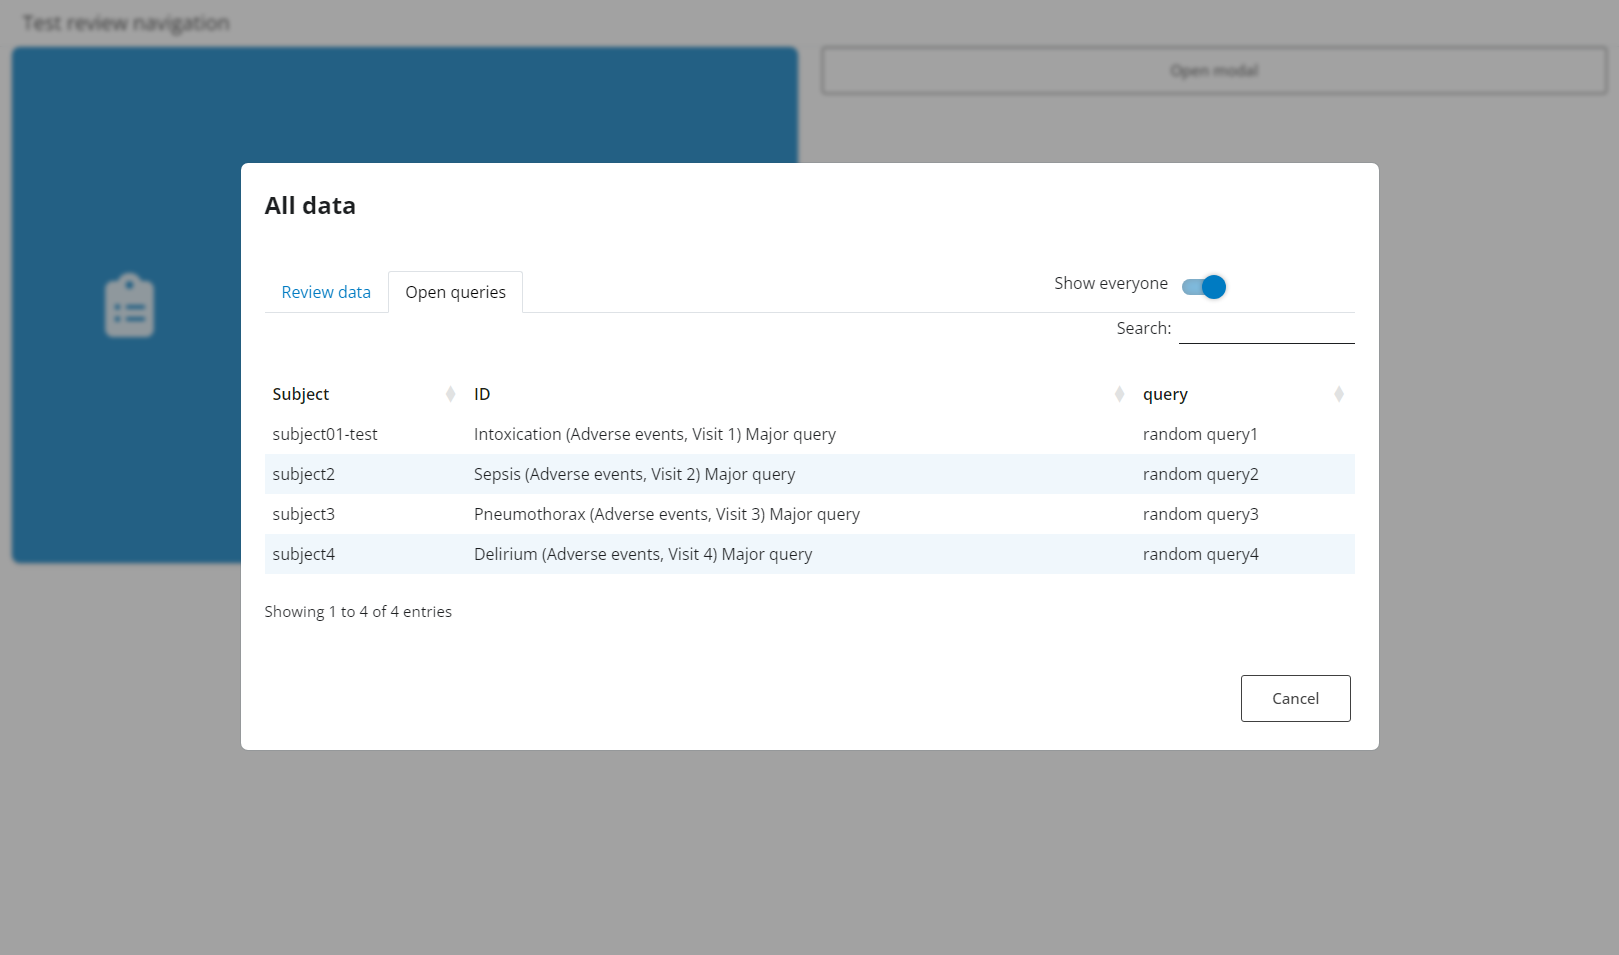 Test review navigation
Open modal
All data
Review data
Open queries
Show everyone
Search:
Subject ID query
subject01-test Intoxication (Adverse events, Visit 1) Major query random query1
subject2 Sepsis (Adverse events, Visit 2) Major query random query2
subject3 Pneumothorax (Adverse events, Visit 3) Major query random query3
subject4 Delirium (Adverse events, Visit 4) Major query random query4
Showing 1 to 4 of 4 entries
Cancel